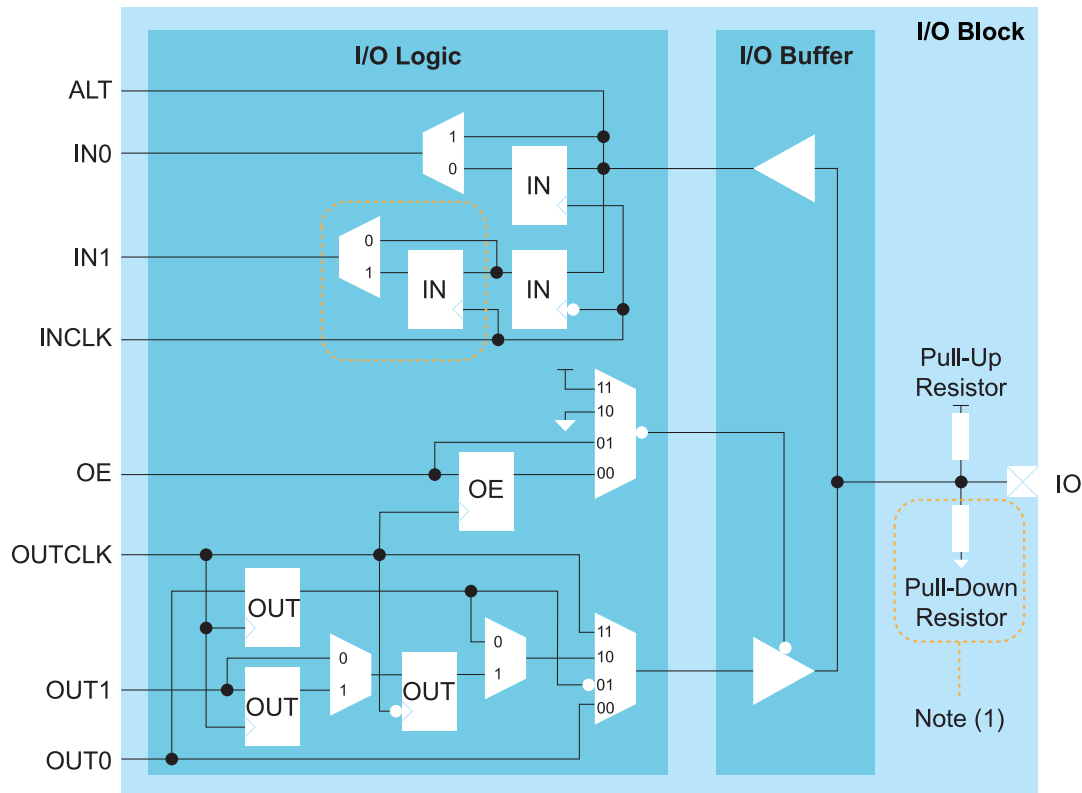 I/O Block
I/O Logic
I/O Buffer
ALT
1
IN0
0
IN
IN1
0
1
IN
IN
INCLK
Pull-Up
Resistor
11
10
01
00
OE
OE
IO
OUTCLK
Pull-Down
Resistor
OUT
0
1
11
10
01
00
OUT1
0
1
OUT
OUT
Note (1)
OUT0